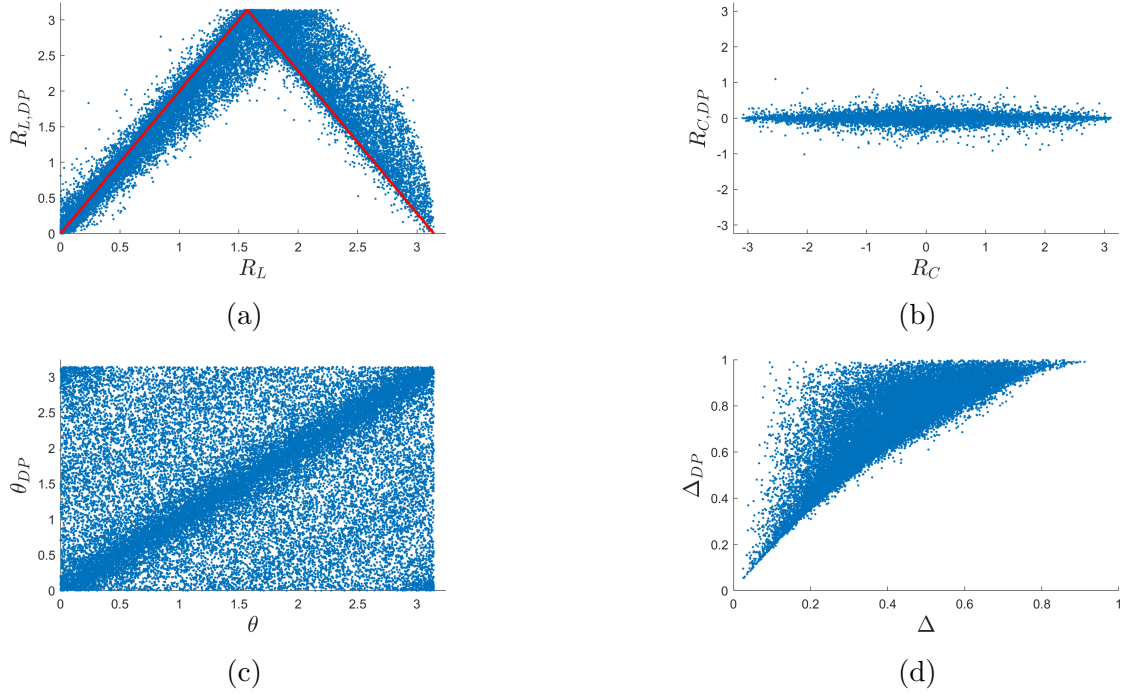 3
2.5
2
1.5
1
0.5
0
0 0.5 1 1.5 2 2.5 3
R_{L,DP}
R_L
(a)
3
2
1
0
-1
-2
-3
-3 -2 -1 0 1 2 3
R_{C,DP}
R_C
(b)
3
2.5
2
1.5
1
0.5
0
0 0.5 1 1.5 2 2.5 3
θ_{DP}
θ
(c)
1
0.8
0.6
0.4
0.2
0
0 0.2 0.4 0.6 0.8 1
Δ_{DP}
Δ
(d)